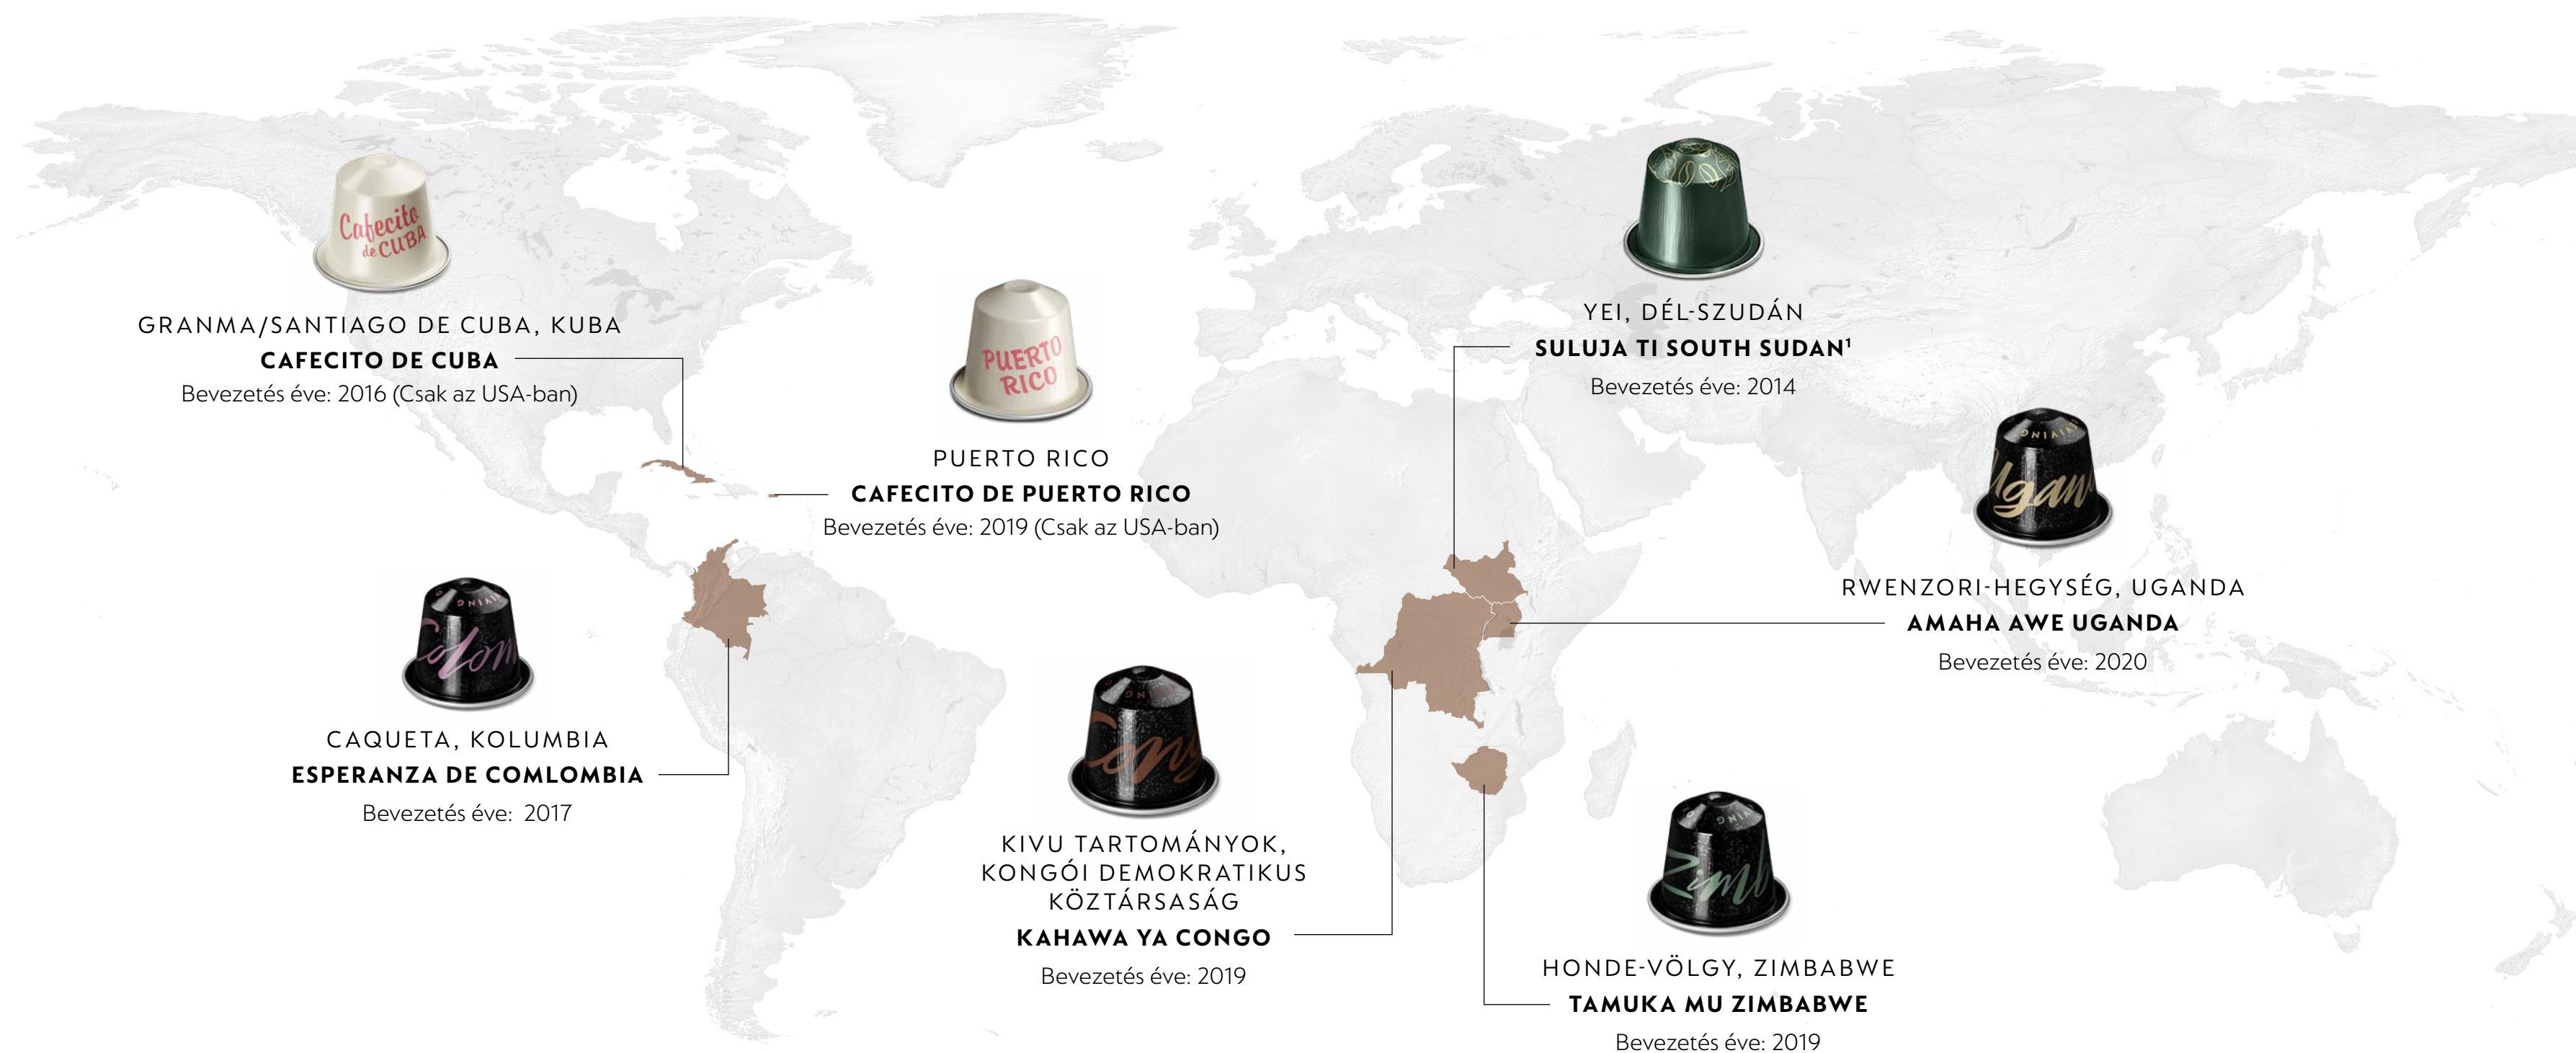 Cafecito
de CUBA
GRANMA/SANTIAGO DE CUBA, KUBA
CAFECITO DE CUBA
Bevezetés éve: 2016 (Csak az USA-ban)
PUERTO
RICO
PUERTO RICO
CAFECITO DE PUERTO RICO
Bevezetés éve: 2019 (Csak az USA-ban)
YEI, DÉL-SZUDÁN
SULUJA TI SOUTH SUDAN¹
Bevezetés éve: 2014
Ugan
RWENZORI-HEGYSÉG, UGANDA
AMAHA AWE UGANDA
Bevezetés éve: 2020
Colom
CAQUETA, KOLUMBIA
ESPERANZA DE COMLOMBIA
Bevezetés éve: 2017
Cong
KIVU TARTOMÁNYOK,
KONGÓI DEMOKRATIKUS
KÖZTÁRSASÁG
KAHAWA YA CONGO
Bevezetés éve: 2019
Zimb
HONDE-VÖLGY, ZIMBABWE
TAMUKA MU ZIMBABWE
Bevezetés éve: 2019